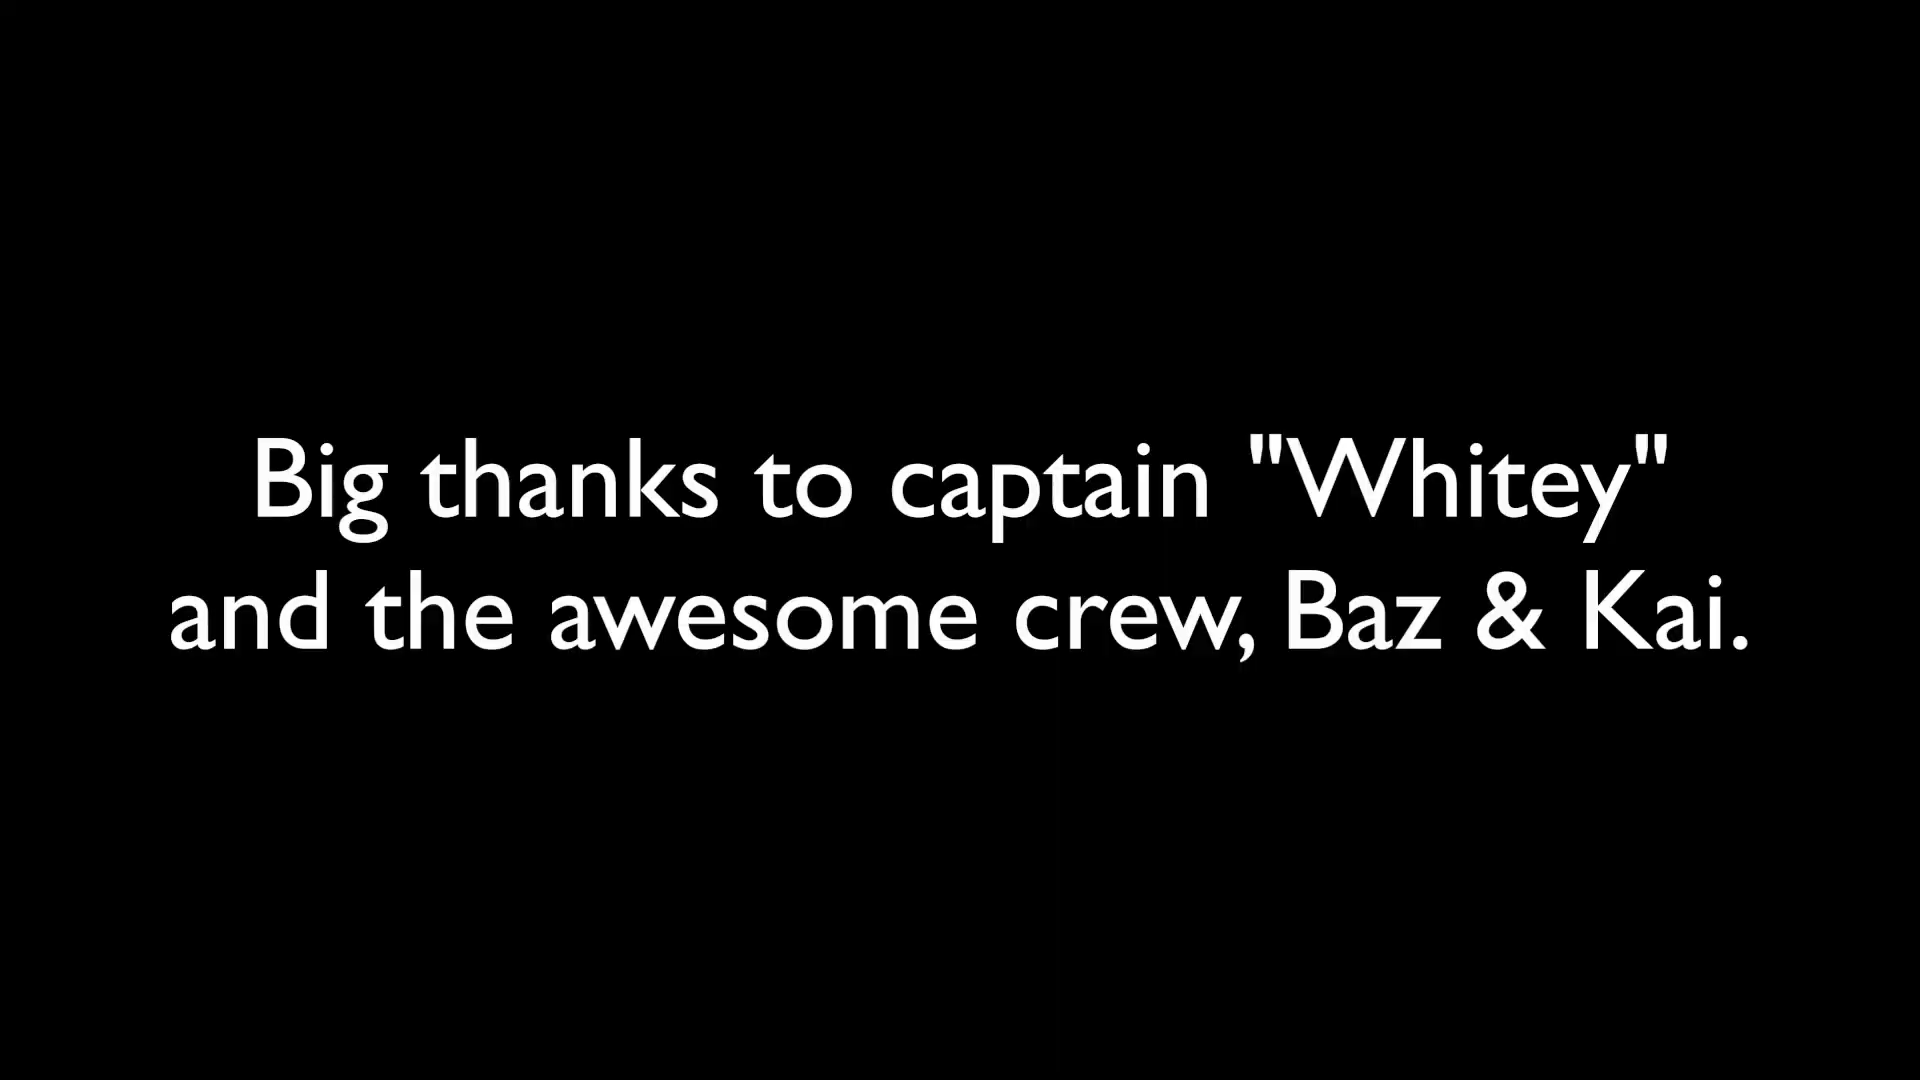 Big thanks to captain "Whitey"
and the awesome crew, Baz & Kai.